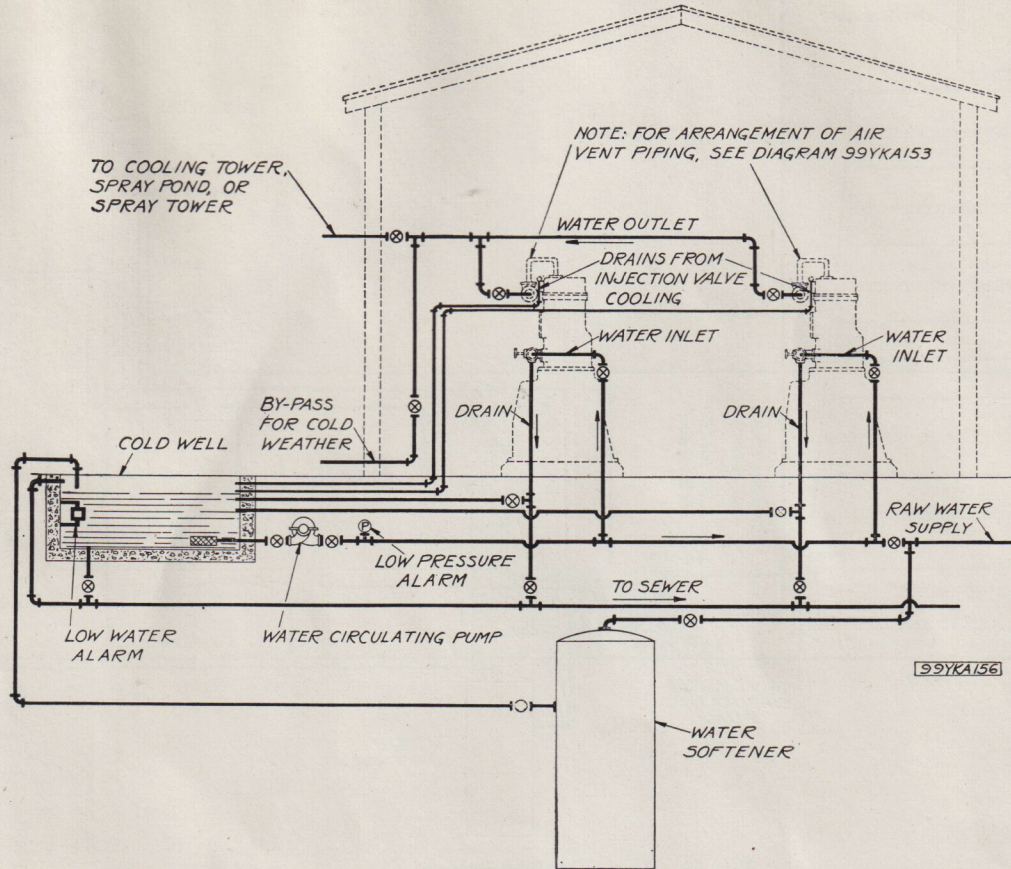 NOTE: FOR ARRANGEMENT OF AIR
VENT PIPING, SEE DIAGRAM 99YKA153
TO COOLING TOWER,
SPRAY POND, OR
SPRAY TOWER
WATER OUTLET
DRAINS FROM
INJECTION VALVE
COOLING
WATER INLET
WATER
INLET
BY-PASS
FOR COLD
WEATHER
DRAIN
DRAIN
COLD WELL
RAW WATER
SUPPLY
P
LOW PRESSURE
ALARM
TO SEWER
LOW WATER
ALARM
WATER CIRCULATING PUMP
99YKA156
WATER
SOFTENER